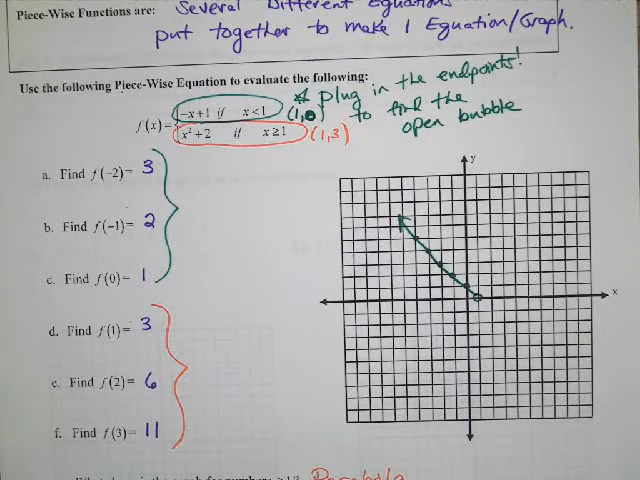 Piece-Wise Functions are: Several Different Equations
put together to make 1 Equation/Graph.
Use the following Piece-Wise Equation to evaluate the following:
* plug in the endpoints!
to find the
open bubble
f(x)={ -x+1 if x<1 (1,0)
x²+2 if x≥1 (1,3)
y
a. Find f(-2)= 3
b. Find f(-1)= 2
c. Find f(0)= 1
x
d. Find f(1)= 3
e. Find f(2)= 6
f. Find f(3)= 11
Parabola